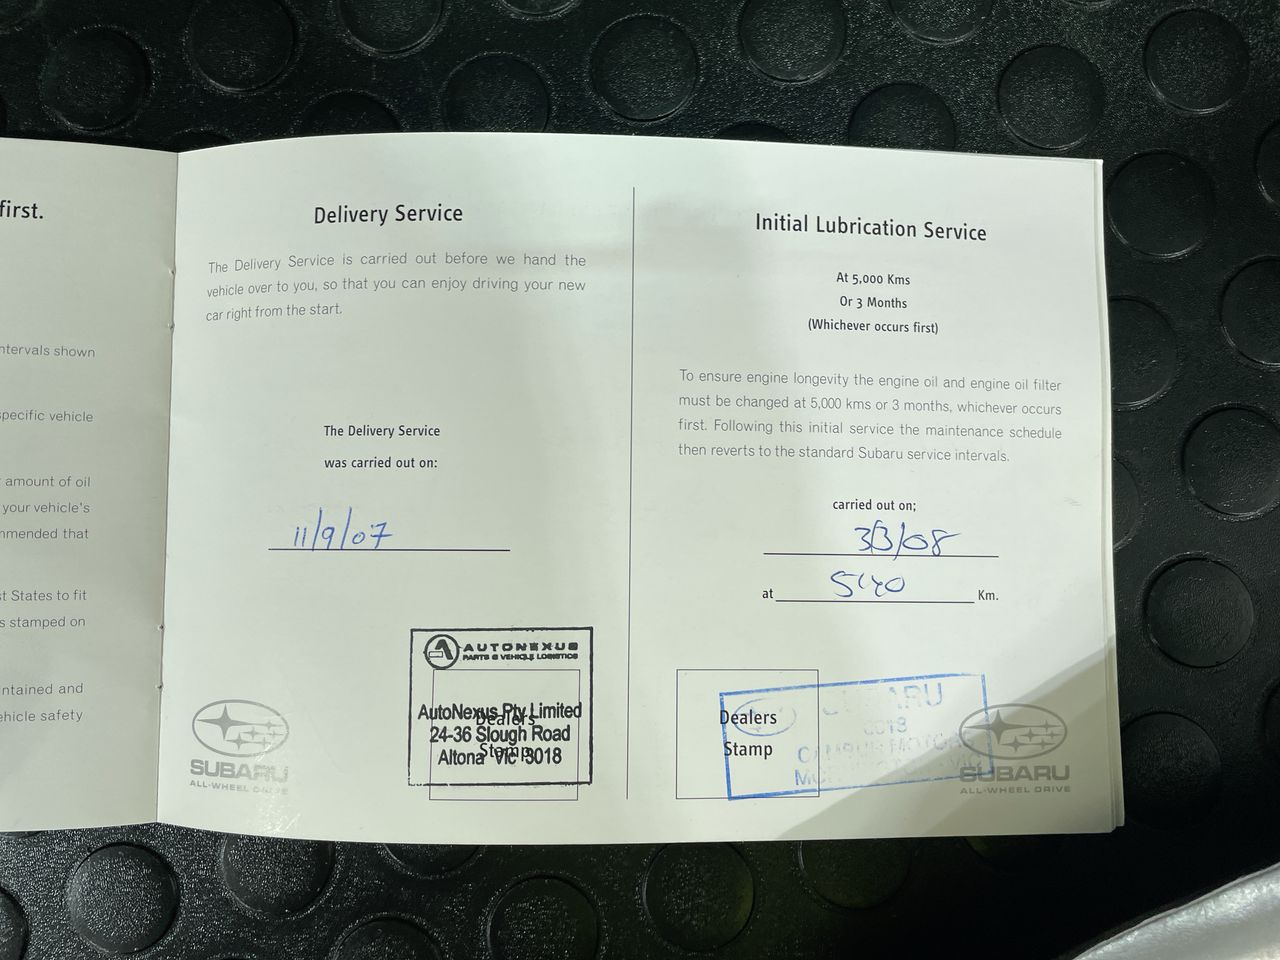 first.
ntervals shown
specific vehicle
amount of oil
your vehicle's
mmended that
st States to fit
s stamped on
ntained and
ehicle safety
Delivery Service
The Delivery Service is carried out before we hand the
vehicle over to you, so that you can enjoy driving your new
car right from the start.
The Delivery Service
was carried out on:
11/9/07
AUTONEXUS
PARTS & VEHICLE LOGISTICS
AutoNexus Pty Limited
Dealers
24-36 Slough Road
Stamp
Altona Vic 3018
SUBARU
ALL-WHEEL DRIVE
Initial Lubrication Service
At 5,000 Kms
Or 3 Months
(Whichever occurs first)
To ensure engine longevity the engine oil and engine oil filter
must be changed at 5,000 kms or 3 months, whichever occurs
first. Following this initial service the maintenance schedule
then reverts to the standard Subaru service intervals.
carried out on;
3/3/08
at Km.
Dealers
Stamp
SUBARU
SUBARU
ALL-WHEEL DRIVE